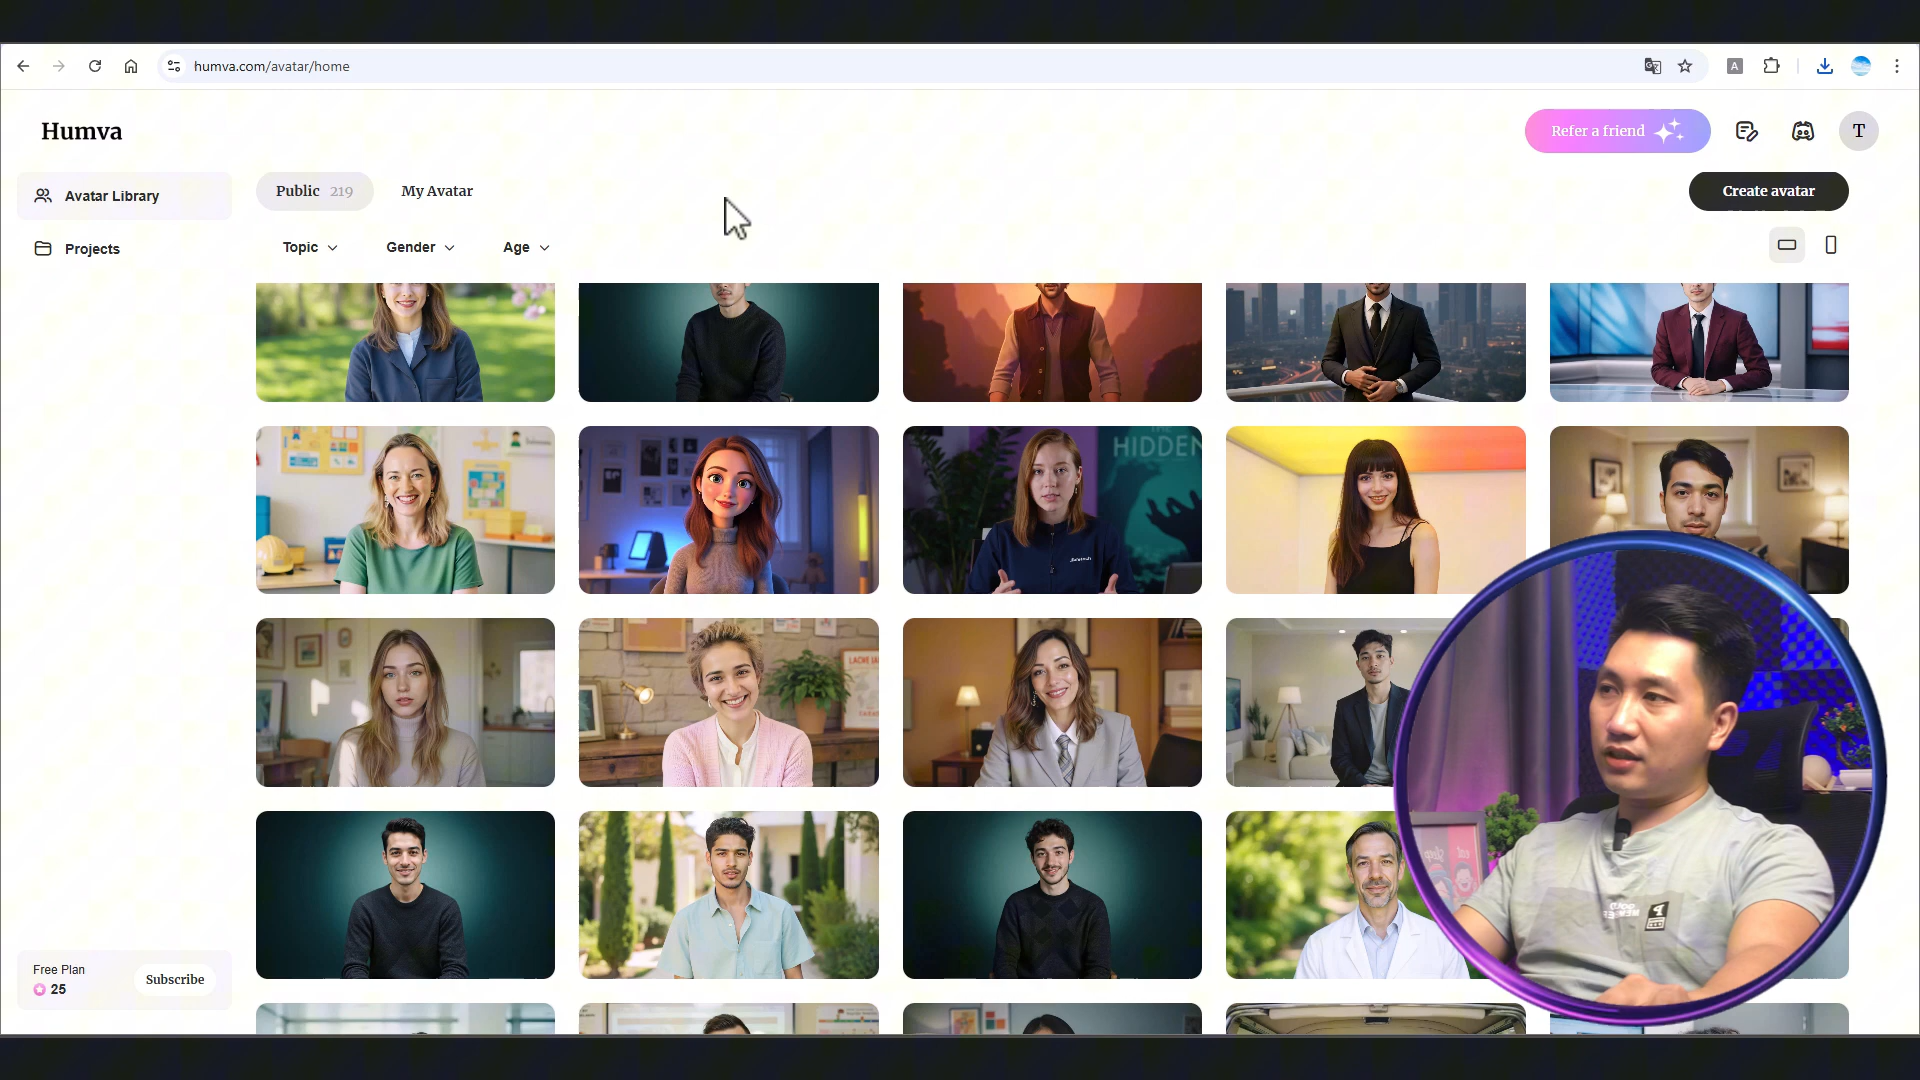 humva.com/avatar/home
A
Humva
Refer a friend
T
Avatar Library
Public 219
My Avatar
Create avatar
Projects
Topic
Gender
Age
THE
HIDDEN
Free Plan
25
Subscribe